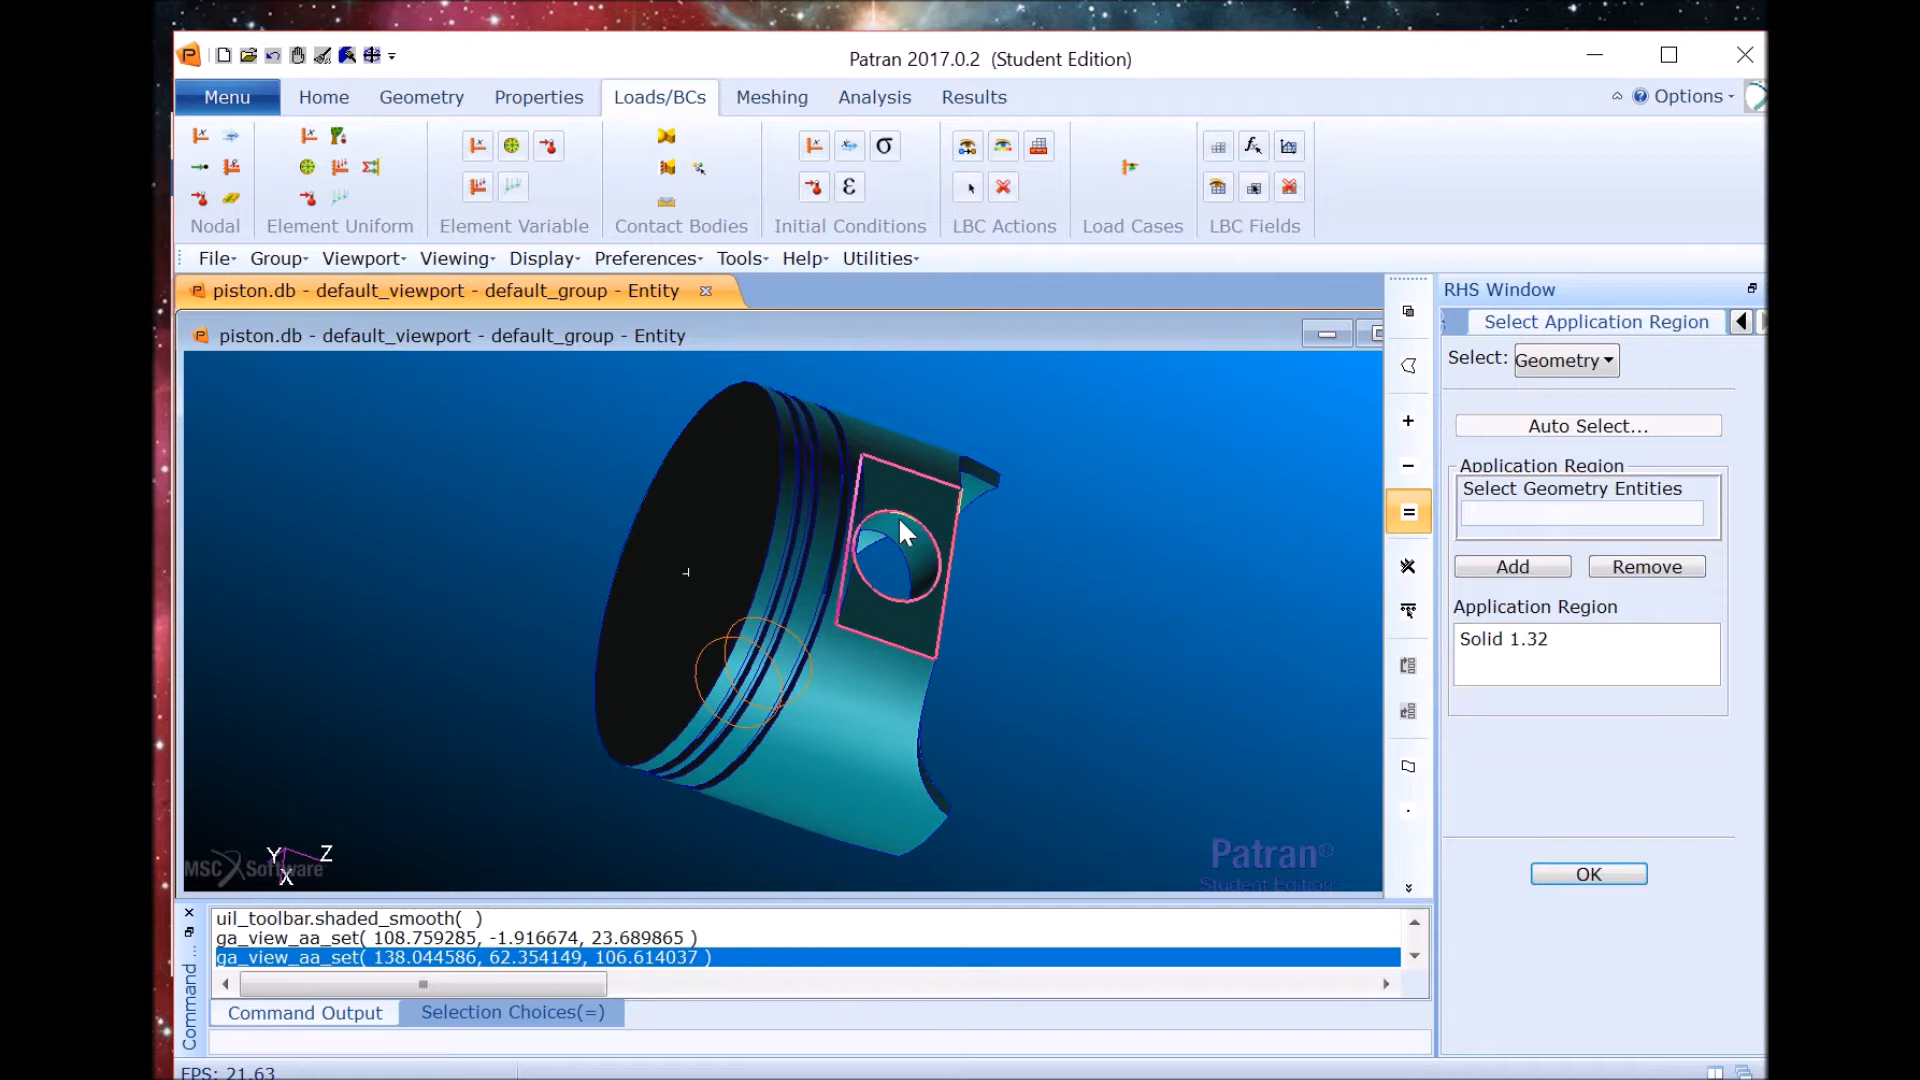 Patran 2017.0.2 (Student Edition)
Menu Home Geometry Properties Loads/BCs Meshing Analysis Results Options
Nodal Element Uniform Element Variable Contact Bodies Initial Conditions LBC Actions Load Cases LBC Fields
File Group Viewport Viewing Display Preferences Tools Help Utilities
piston.db - default_viewport - default_group - Entity
piston.db - default_viewport - default_group - Entity
RHS Window
Select Application Region
Select: Geometry
Auto Select...
Application Region
Select Geometry Entities
Add Remove
Application Region
Solid 1.32
OK
Y Z
X
MSC Software
Patran®
Student Edition
uil_toolbar.shaded_smooth( )
ga_view_aa_set( 108.759285, -1.916674, 23.689865 )
ga_view_aa_set( 138.044586, 62.354149, 106.614037 )
Command ...
Command Output Selection Choices(=)
EPS: 21.63